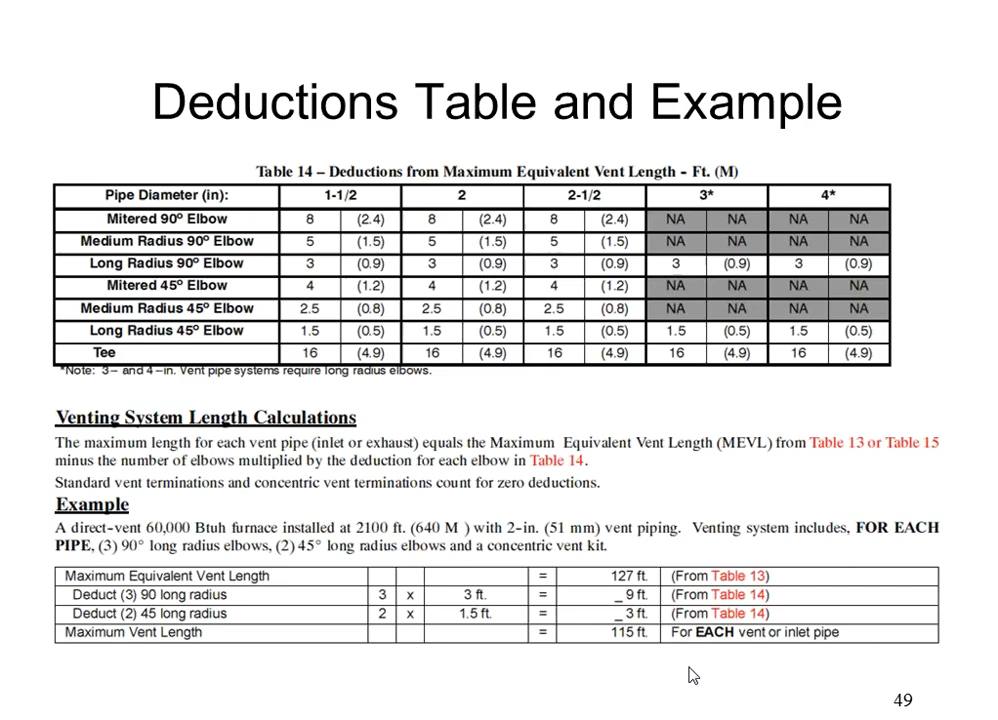 Deductions Table and Example
Table 14 – Deductions from Maximum Equivalent Vent Length - Ft. (M)
Pipe Diameter (in): 1-1/2 2 2-1/2 3* 4*
Mitered 90º Elbow 8 (2.4) 8 (2.4) 8 (2.4) NA NA NA NA
Medium Radius 90º Elbow 5 (1.5) 5 (1.5) 5 (1.5) NA NA NA NA
Long Radius 90º Elbow 3 (0.9) 3 (0.9) 3 (0.9) 3 (0.9) 3 (0.9)
Mitered 45º Elbow 4 (1.2) 4 (1.2) 4 (1.2) NA NA NA NA
Medium Radius 45º Elbow 2.5 (0.8) 2.5 (0.8) 2.5 (0.8) NA NA NA NA
Long Radius 45º Elbow 1.5 (0.5) 1.5 (0.5) 1.5 (0.5) 1.5 (0.5) 1.5 (0.5)
Tee 16 (4.9) 16 (4.9) 16 (4.9) 16 (4.9) 16 (4.9)
*Note: 3– and 4–in. Vent pipe systems require long radius elbows.
Venting System Length Calculations
The maximum length for each vent pipe (inlet or exhaust) equals the Maximum Equivalent Vent Length (MEVL) from Table 13 or Table 15
minus the number of elbows multiplied by the deduction for each elbow in Table 14.
Standard vent terminations and concentric vent terminations count for zero deductions.
Example
A direct-vent 60,000 Btuh furnace installed at 2100 ft. (640 M ) with 2-in. (51 mm) vent piping. Venting system includes, FOR EACH
PIPE, (3) 90° long radius elbows, (2) 45° long radius elbows and a concentric vent kit.
Maximum Equivalent Vent Length = 127 ft. (From Table 13)
Deduct (3) 90 long radius 3 x 3 ft. = _ 9 ft. (From Table 14)
Deduct (2) 45 long radius 2 x 1.5 ft. = _ 3 ft. (From Table 14)
Maximum Vent Length = 115 ft. For EACH vent or inlet pipe
49